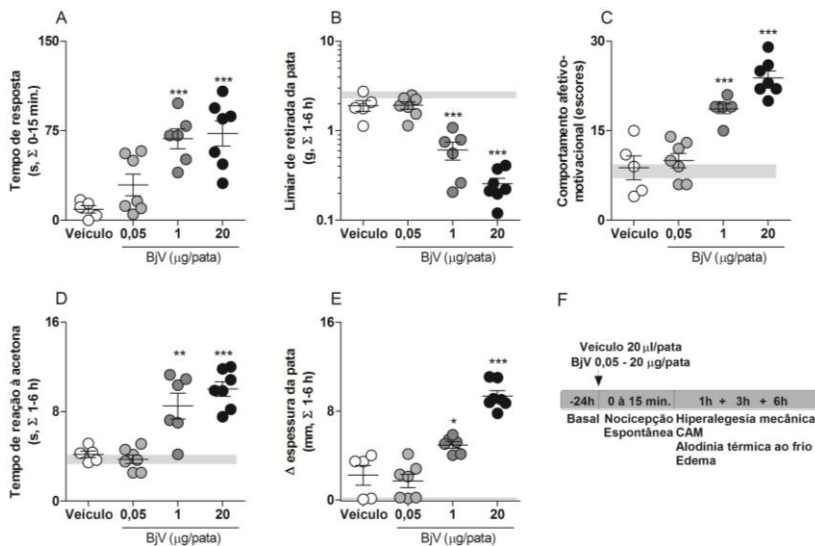 A
Tempo de resposta
(s, Σ 0-15 min.)
150
75
0
***
***
Veículo 0,05 1 20
BjV (μg/pata)
B
Limiar de retirada da pata
(g, Σ 1-6 h)
10
1
0.1
***
***
Veículo 0,05 1 20
BjV (μg/pata)
C
Comportamento afetivo-
motivacional (escores)
30
15
0
***
***
Veículo 0,05 1 20
BjV (μg/pata)
D
Tempo de reação à acetona
(s, Σ 1-6 h)
16
8
0
**
***
Veículo 0,05 1 20
BjV (μg/pata)
E
Δ espessura da pata
(mm, Σ 1-6 h)
16
8
0
*
***
Veículo 0,05 1 20
BjV (μg/pata)
F
Veículo 20 μl/pata
BjV 0,05 - 20 μg/pata
-24h 0 à 15 min. 1h + 3h + 6h
Basal Nocicepção Hiperalegesia mecânica
Espontânea CAM
Alodínia térmica ao frio
Edema